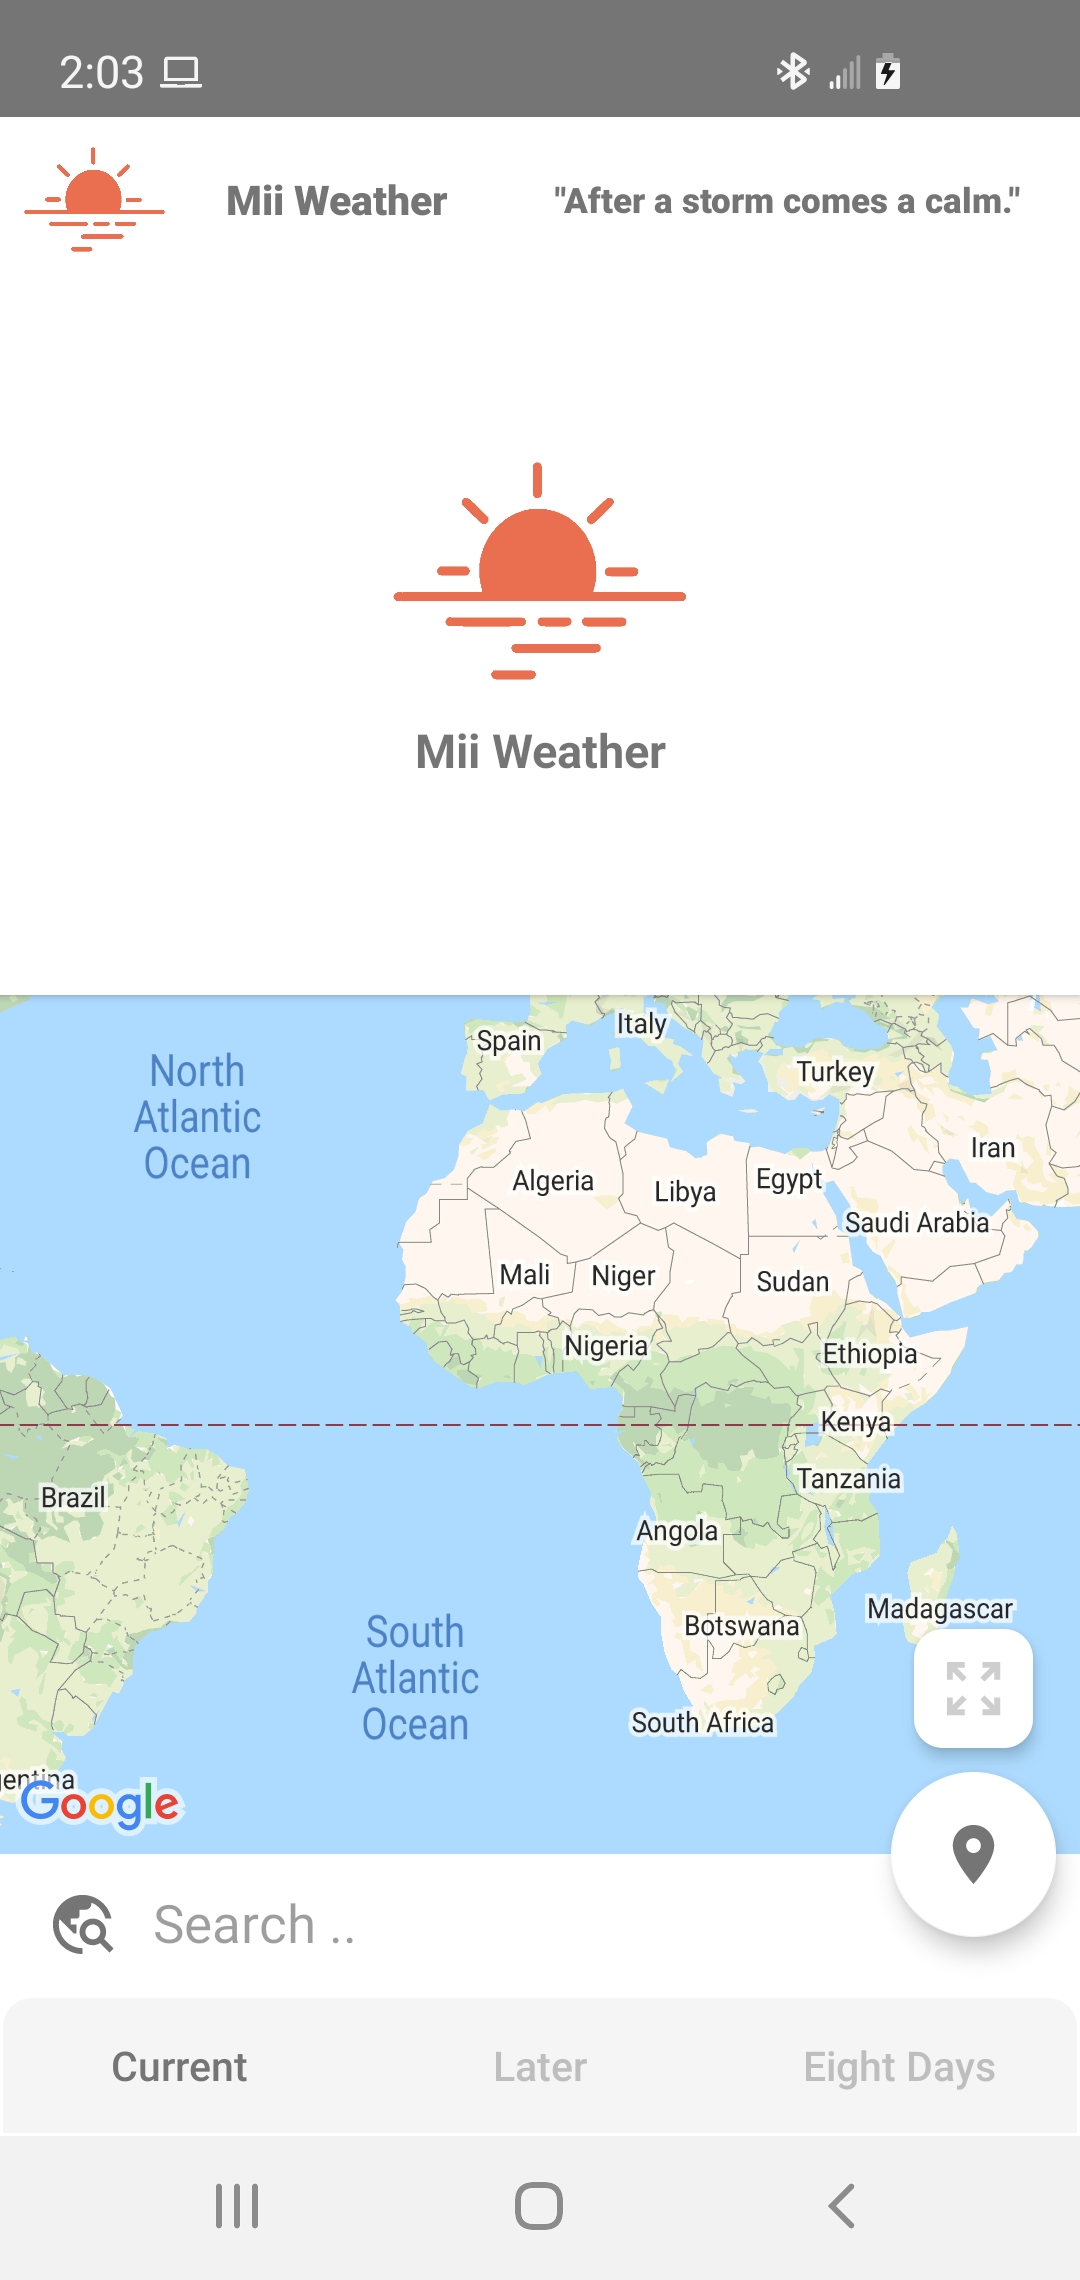 2:03
Mii Weather
"After a storm comes a calm."
Mii Weather
Italy
Spain
North
Atlantic
Ocean
Turkey
Iran
Algeria
Libya
Egypt
Saudi Arabia
Mali
Niger
Sudan
Nigeria
Ethiopia
Kenya
Tanzania
Brazil
Angola
Madagascar
Botswana
South
Atlantic
Ocean
South Africa
entina
Google
Search ..
Current
Later
Eight Days